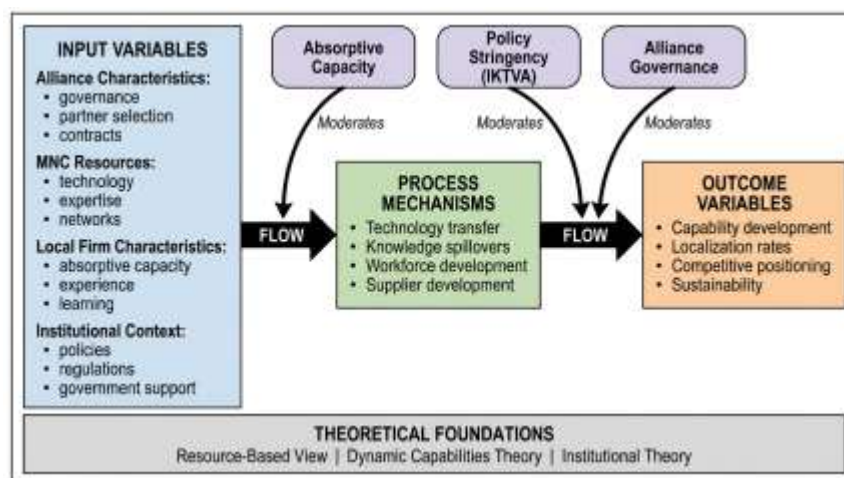 INPUT VARIABLES
Alliance Characteristics:
• governance
• partner selection
• contracts
MNC Resources:
• technology
• expertise
• networks
Local Firm Characteristics:
• absorptive capacity
• experience
• learning
Institutional Context:
• policies
• regulations
• government support
Absorptive
Capacity
Moderates
Policy
Stringency
(IKTVA)
Moderates
Alliance
Governance
Moderates
FLOW
PROCESS
MECHANISMS
• Technology transfer
• Knowledge spillovers
• Workforce development
• Supplier development
FLOW
OUTCOME
VARIABLES
• Capability development
• Localization rates
• Competitive positioning
• Sustainability
THEORETICAL FOUNDATIONS
Resource-Based View | Dynamic Capabilities Theory | Institutional Theory